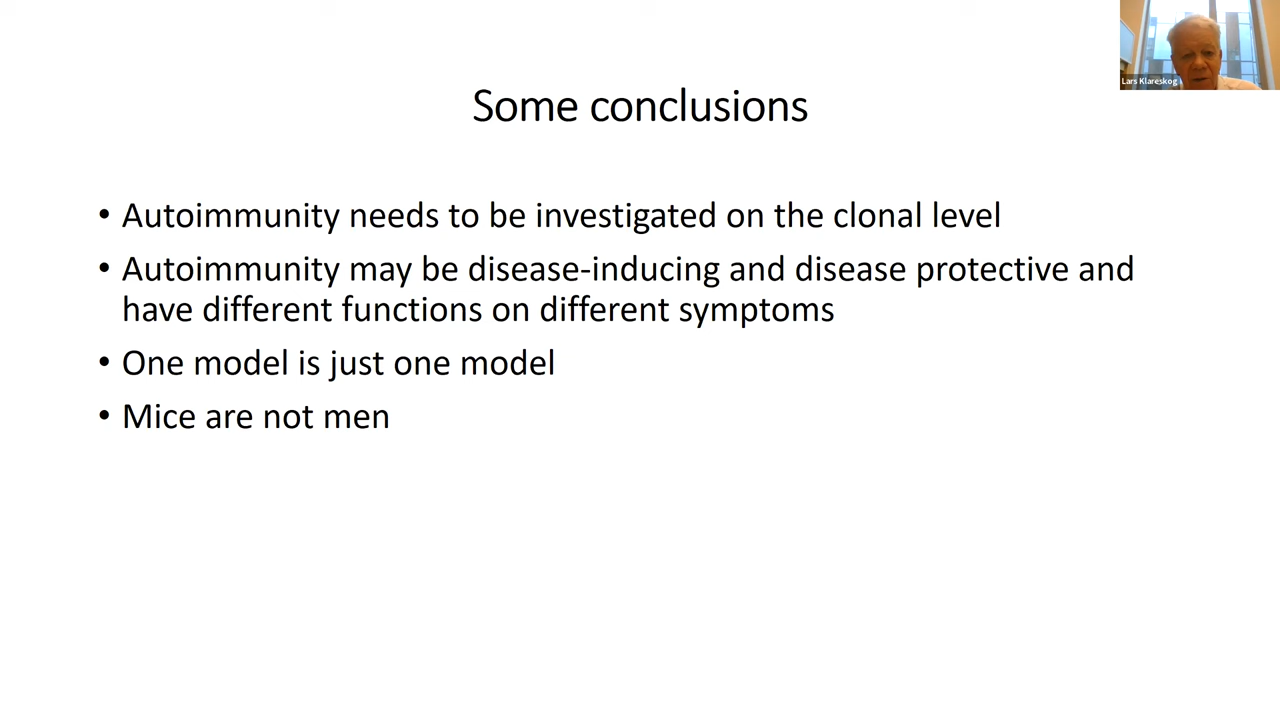 Lars Klareskog
Some conclusions
• Autoimmunity needs to be investigated on the clonal level
• Autoimmunity may be disease-inducing and disease protective and
have different functions on different symptoms
• One model is just one model
• Mice are not men